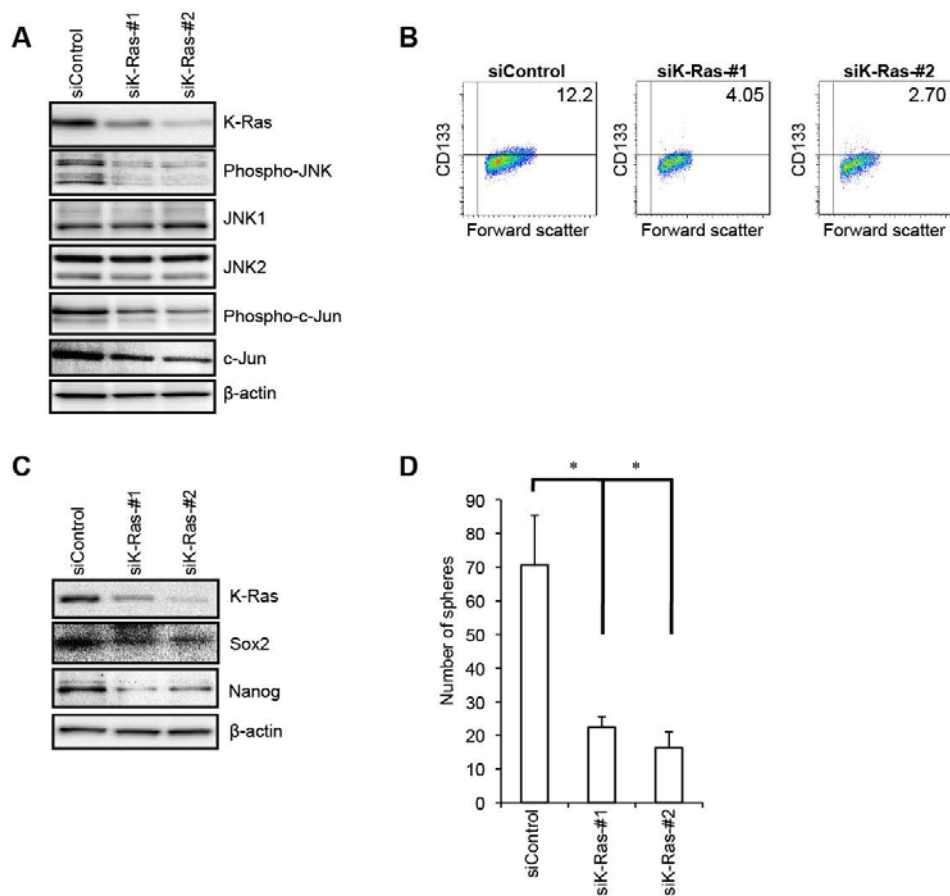 A
siControl
siK-Ras-#1
siK-Ras-#2
K-Ras
Phospho-JNK
JNK1
JNK2
Phospho-c-Jun
c-Jun
β-actin
B
siControl
12.2
CD133
Forward scatter
siK-Ras-#1
4.05
CD133
Forward scatter
siK-Ras-#2
2.70
CD133
Forward scatter
C
siControl
siK-Ras-#1
siK-Ras-#2
K-Ras
Sox2
Nanog
β-actin
D
* *
Number of spheres
90
80
70
60
50
40
30
20
10
0
siControl
siK-Ras-#1
siK-Ras-#2